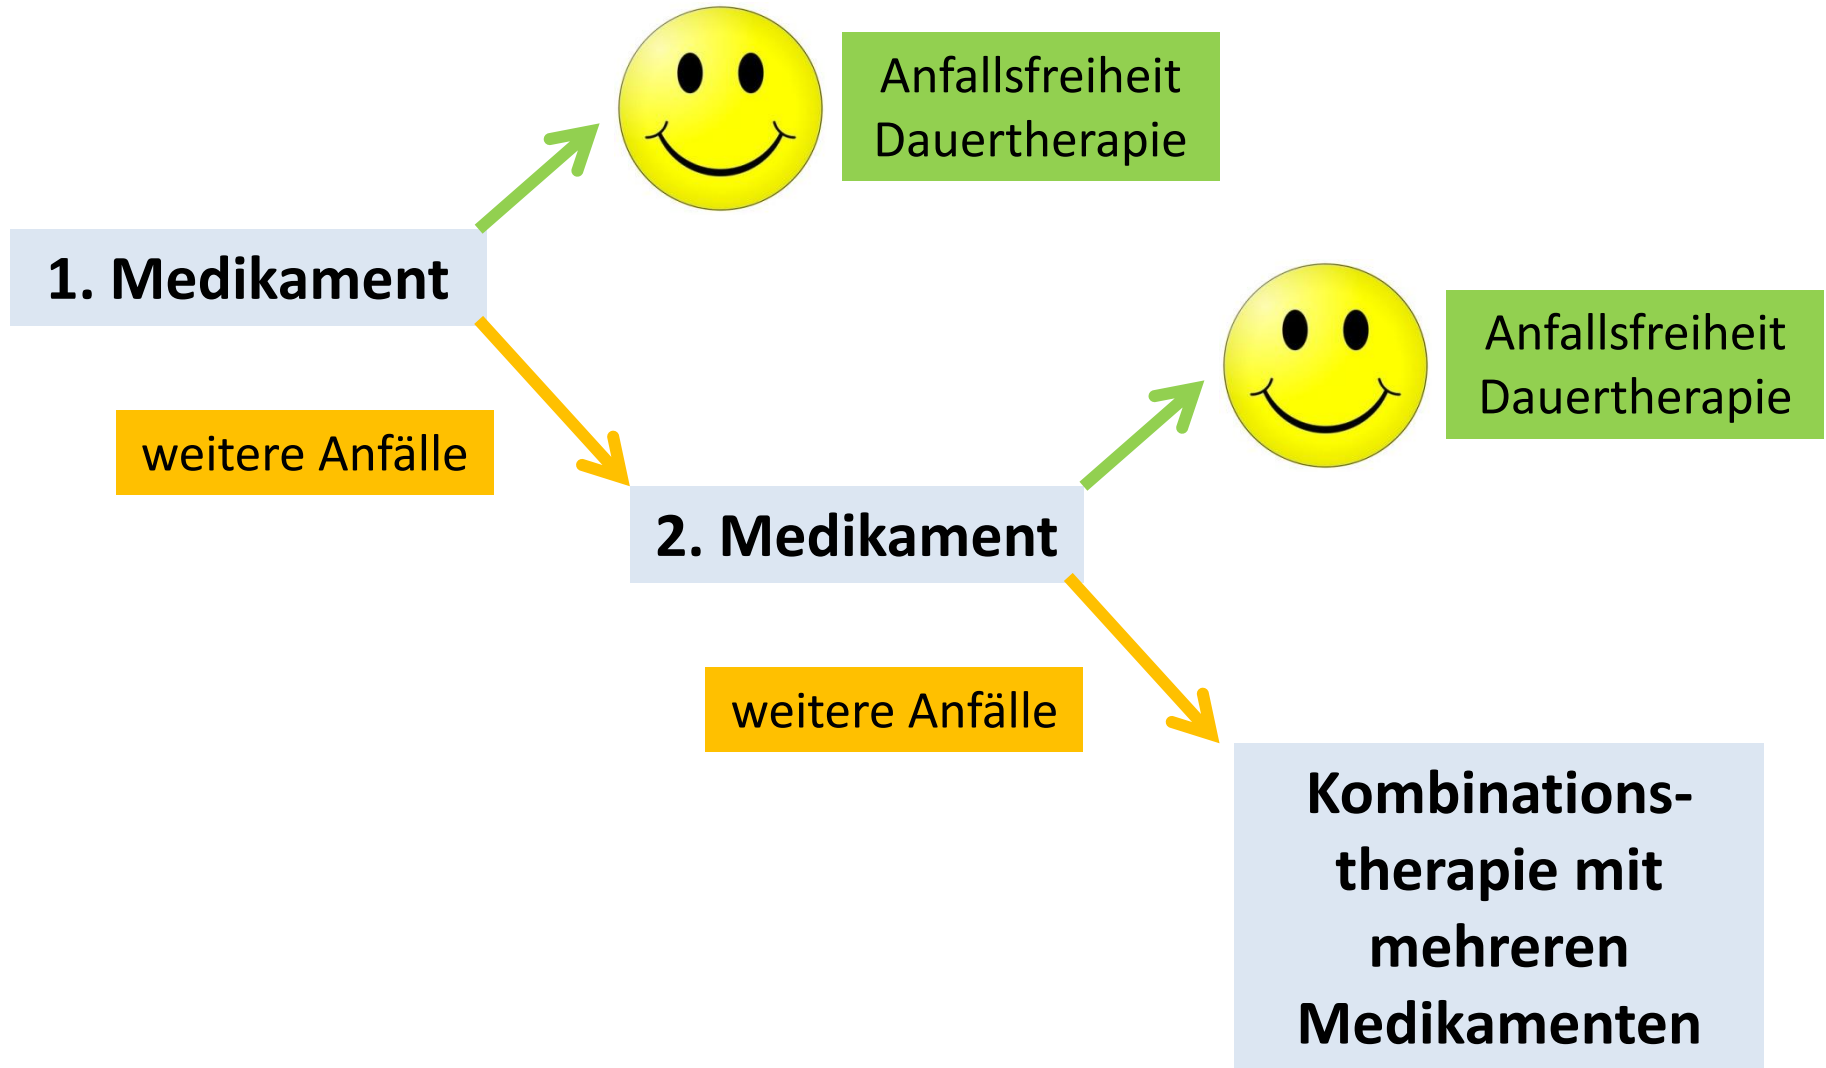 Anfallsfreiheit
Dauertherapie
1. Medikament
Anfallsfreiheit
Dauertherapie
weitere Anfälle
2. Medikament
weitere Anfälle
Kombinations-
therapie mit
mehreren
Medikamenten